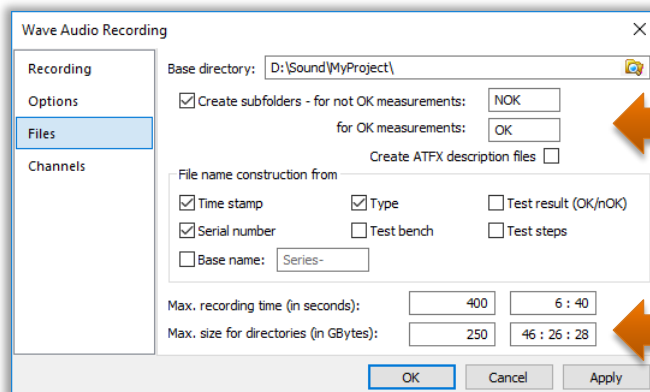 Wave Audio Recording
Recording
Options
Files
Channels
Base directory: D:\Sound\MyProject\
Create subfolders - for not OK measurements: NOK
for OK measurements: OK
Create ATFX description files
File name construction from
Time stamp Type Test result (OK/nOK)
Serial number Test bench Test steps
Base name: Series-
Max. recording time (in seconds): 400 6 : 40
Max. size for directories (in GBytes): 250 46 : 26 : 28
OK Cancel Apply